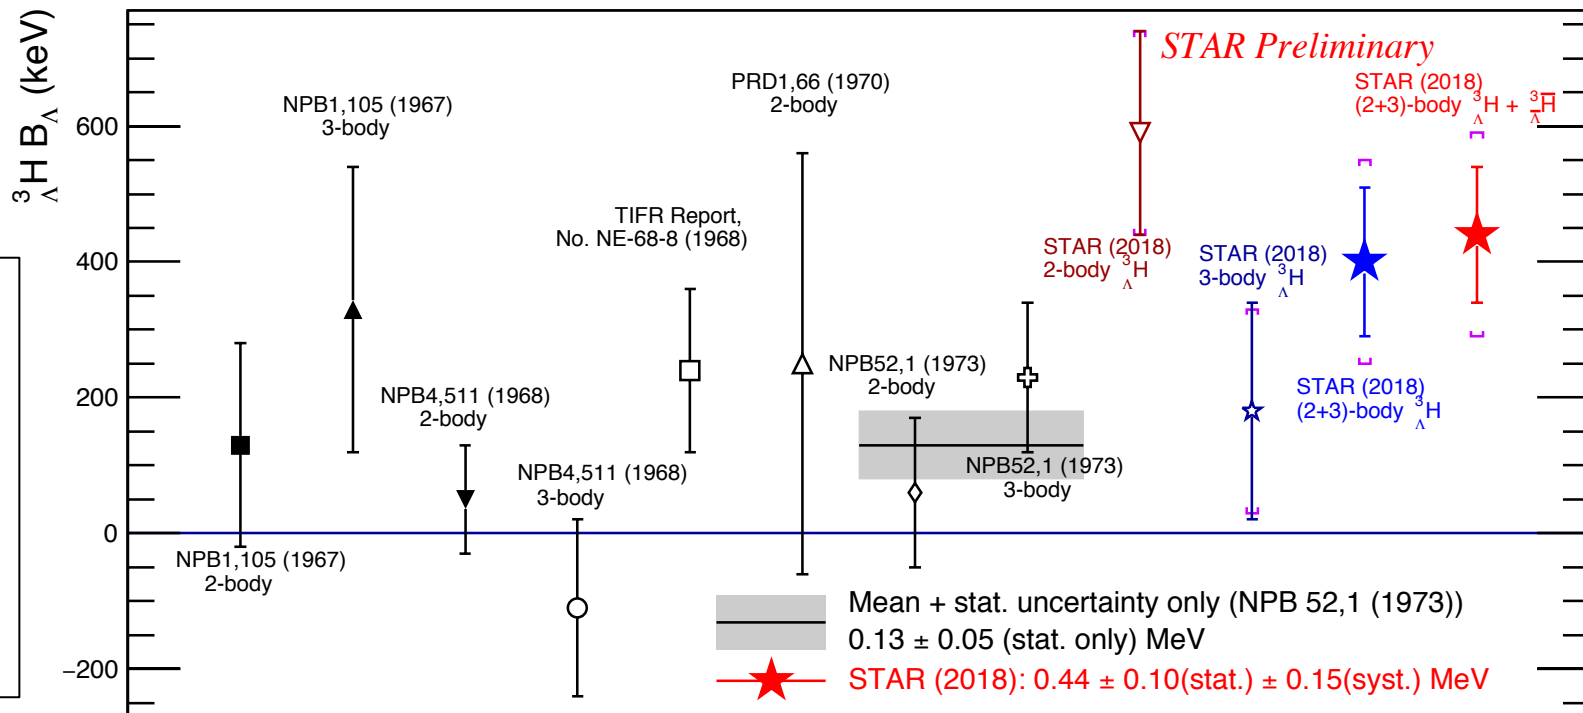 ³ΛH BΛ (keV)
600
400
200
0
−200
NPB1,105 (1967)
3-body
PRD1,66 (1970)
2-body
STAR Preliminary
STAR (2018)
(2+3)-body ³ΛH + ³Λ̅H̅
TIFR Report,
No. NE-68-8 (1968)
STAR (2018)
2-body ³ΛH
STAR (2018)
3-body ³ΛH
NPB4,511 (1968)
2-body
NPB52,1 (1973)
2-body
STAR (2018)
(2+3)-body ³ΛH
NPB4,511 (1968)
3-body
NPB52,1 (1973)
3-body
NPB1,105 (1967)
2-body
Mean + stat. uncertainty only (NPB 52,1 (1973))
0.13 ± 0.05 (stat. only) MeV
STAR (2018): 0.44 ± 0.10(stat.) ± 0.15(syst.) MeV